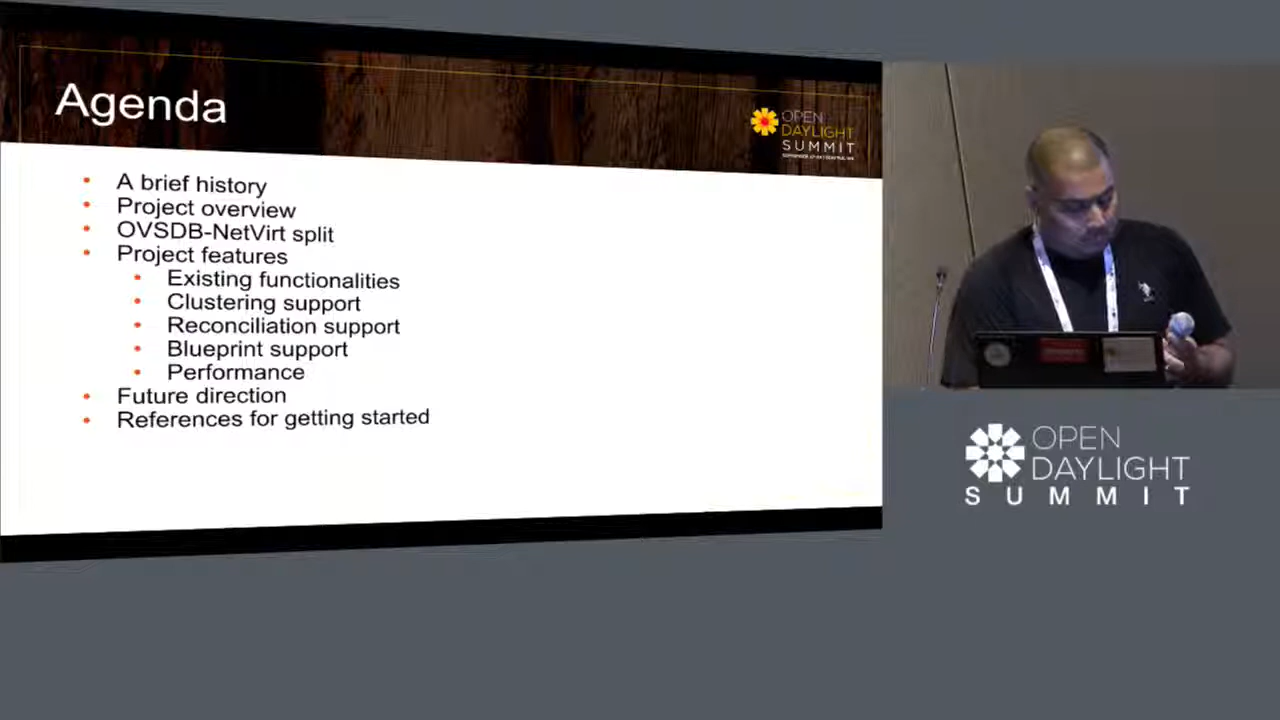 Agenda
OPEN
DAYLIGHT
SUMMIT
A brief history
Project overview
OVSDB-NetVirt split
Project features
Existing functionalities
Clustering support
Reconciliation support
Blueprint support
Performance
Future direction
References for getting started
OPEN
DAYLIGHT
SUMMIT